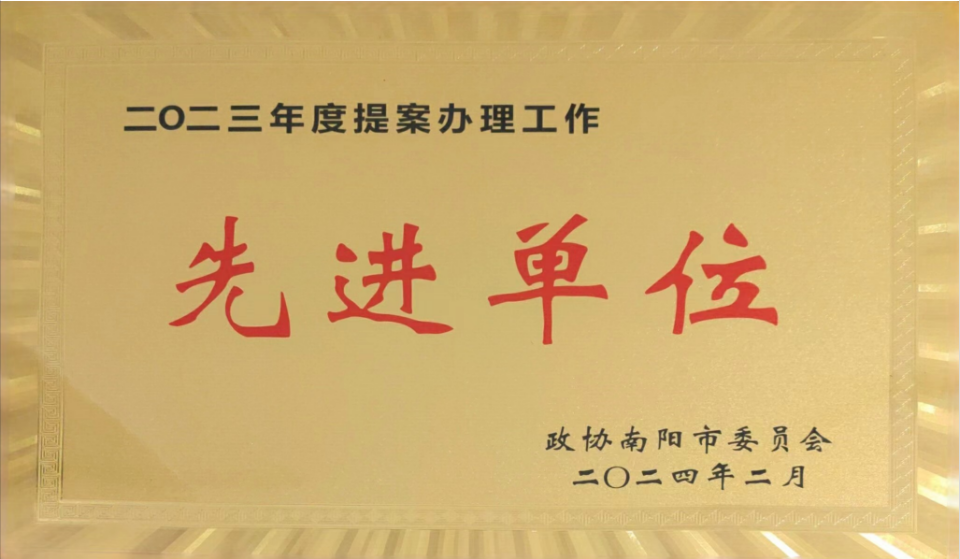 二〇二三年度提案办理工作
先进单位
政协南阳市委员会
二〇二四年二月